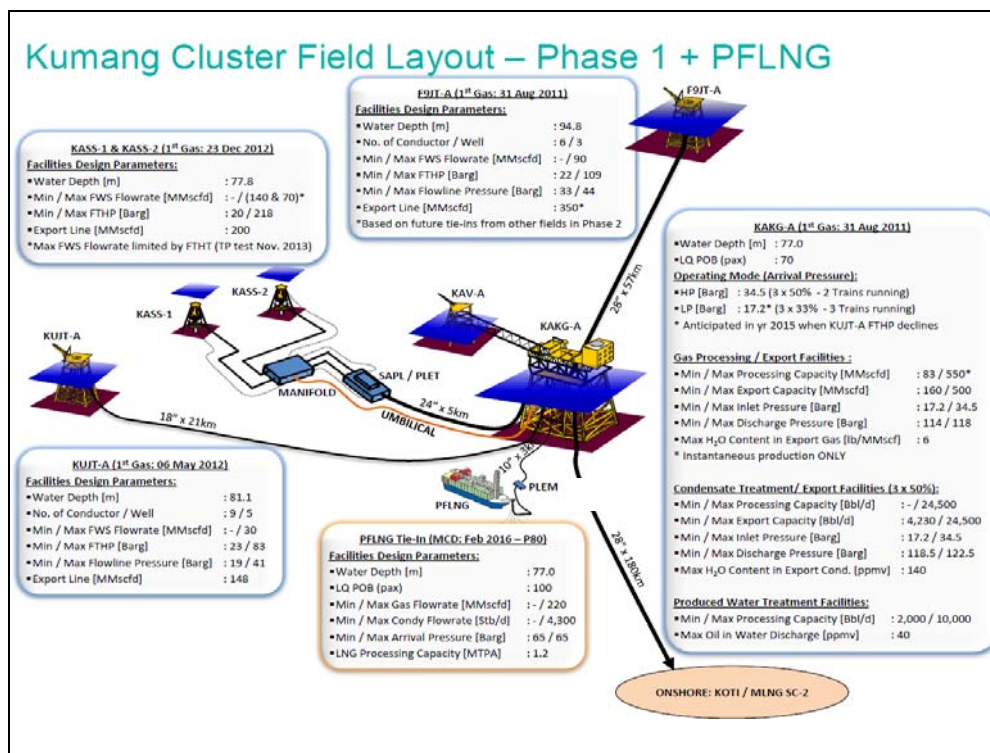 Kumang Cluster Field Layout – Phase 1 + PFLNG
F9JT-A (1st Gas: 31 Aug 2011)
Facilities Design Parameters:
▪Water Depth [m] : 94.8
▪No. of Conductor / Well : 6 / 3
▪Min / Max FWS Flowrate [MMscfd] : - / 90
▪Min / Max FTHP [Barg] : 22 / 109
▪Min / Max Flowline Pressure [Barg] : 33 / 44
▪Export Line [MMscfd] : 350*
*Based on future tie-ins from other fields in Phase 2
F9JT-A
KASS-1 & KASS-2 (1st Gas: 23 Dec 2012)
Facilities Design Parameters:
▪Water Depth [m] : 77.8
▪Min / Max FWS Flowrate [MMscfd] : - / (140 & 70)*
▪Min / Max FTHP [Barg] : 20 / 218
▪Export Line [MMscfd] : 200
*Max FWS Flowrate limited by FTHT (TP test Nov. 2013)
KAKG-A (1st Gas: 31 Aug 2011)
▪Water Depth [m] : 77.0
▪LQ POB (pax) : 70
Operating Mode (Arrival Pressure):
▪HP [Barg] : 34.5 (3 x 50% - 2 Trains running)
▪LP [Barg] : 17.2* (3 x 33% - 3 Trains running)
* Anticipated in yr 2015 when KUJT-A FTHP declines
Gas Processing / Export Facilities :
▪Min / Max Processing Capacity [MMscfd] : 83 / 550*
▪Min / Max Export Capacity [MMscfd] : 160 / 500
▪Min / Max Inlet Pressure [Barg] : 17.2 / 34.5
▪Min / Max Discharge Pressure [Barg] : 114 / 118
▪Max H2O Content in Export Gas [lb/MMscf] : 6
* Instantaneous production ONLY
Condensate Treatment/ Export Facilities (3 x 50%):
▪Min / Max Processing Capacity [Bbl/d] : - / 24,500
▪Min / Max Export Capacity [Bbl/d] : 4,230 / 24,500
▪Min / Max Inlet Pressure [Barg] : 17.2 / 34.5
▪Min / Max Discharge Pressure [Barg] : 118.5 / 122.5
▪Max H2O Content in Export Cond. [ppmv] : 140
Produced Water Treatment Facilities:
▪Min / Max Processing Capacity [Bbl/d] : 2,000 / 10,000
▪Max Oil in Water Discharge [ppmv] : 40
28" x 57km
KASS-2
KASS-1
KAV-A
KAKG-A
KUJT-A
SAPL / PLET
MANIFOLD
24" x 5km
UMBILICAL
18" x 21km
10" x 3km
PLEM
PFLNG
28" x 180km
KUJT-A (1st Gas: 06 May 2012)
Facilities Design Parameters:
▪Water Depth [m] : 81.1
▪No. of Conductor / Well : 9 / 5
▪Min / Max FWS Flowrate [MMscfd] : - / 30
▪Min / Max FTHP [Barg] : 23 / 83
▪Min / Max Flowline Pressure [Barg] : 19 / 41
▪Export Line [MMscfd] : 148
PFLNG Tie-In (MCD: Feb 2016 – P80)
Facilities Design Parameters:
▪Water Depth [m] : 77.0
▪LQ POB (pax) : 100
▪Min / Max Gas Flowrate [MMscfd] : - / 220
▪Min / Max Condy Flowrate [Stb/d] : - / 4,300
▪Min / Max Arrival Pressure [Barg] : 65 / 65
▪LNG Processing Capacity [MTPA] : 1.2
ONSHORE: KOTI / MLNG SC-2